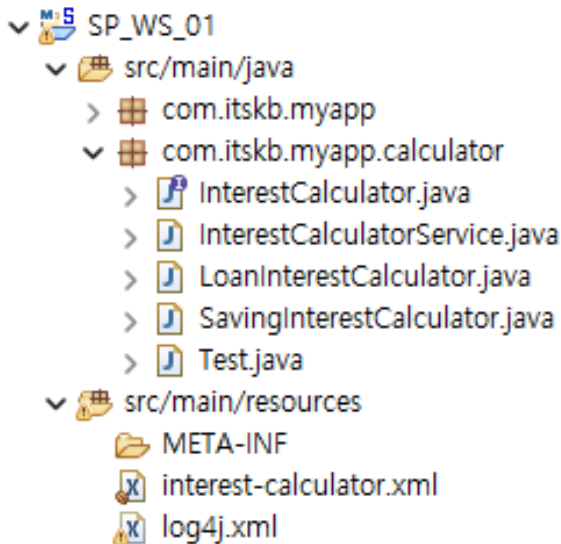 SP_WS_01
src/main/java
com.itskb.myapp
com.itskb.myapp.calculator
InterestCalculator.java
InterestCalculatorService.java
LoanInterestCalculator.java
SavingInterestCalculator.java
Test.java
src/main/resources
META-INF
interest-calculator.xml
log4j.xml